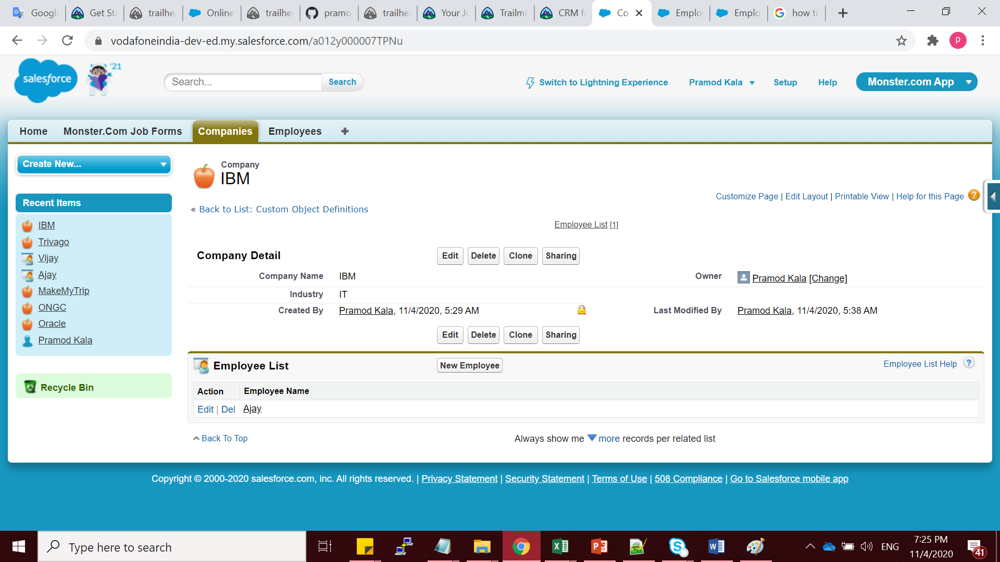 Google
Get Sta
trailhea
Online
trailhea
pramo
trailhea
Your Jo
Trailmi
CRM fo
Co
Employ
Employ
how to
vodafoneindia-dev-ed.my.salesforce.com/a012y000007TPNu
p
salesforce
'21
Search...
Search
Switch to Lightning Experience
Pramod Kala
Setup
Help
Monster.com App
Home
Monster.Com Job Forms
Companies
Employees
Create New...
Recent Items
IBM
Trivago
Vijay
Ajay
MakeMyTrip
ONGC
Oracle
Pramod Kala
Recycle Bin
Company
IBM
Customize Page | Edit Layout | Printable View | Help for this Page ?
« Back to List: Custom Object Definitions
Employee List [1]
Company Detail
Edit Delete Clone Sharing
Company Name IBM Owner Pramod Kala [Change]
Industry IT
Created By Pramod Kala, 11/4/2020, 5:29 AM Last Modified By Pramod Kala, 11/4/2020, 5:38 AM
Edit Delete Clone Sharing
Employee List
New Employee
Employee List Help ?
Action Employee Name
Edit | Del Ajay
Back To Top
Always show me more records per related list
Copyright © 2000-2020 salesforce.com, inc. All rights reserved. | Privacy Statement | Security Statement | Terms of Use | 508 Compliance | Go to Salesforce mobile app
Type here to search
ENG
7:25 PM
11/4/2020
41